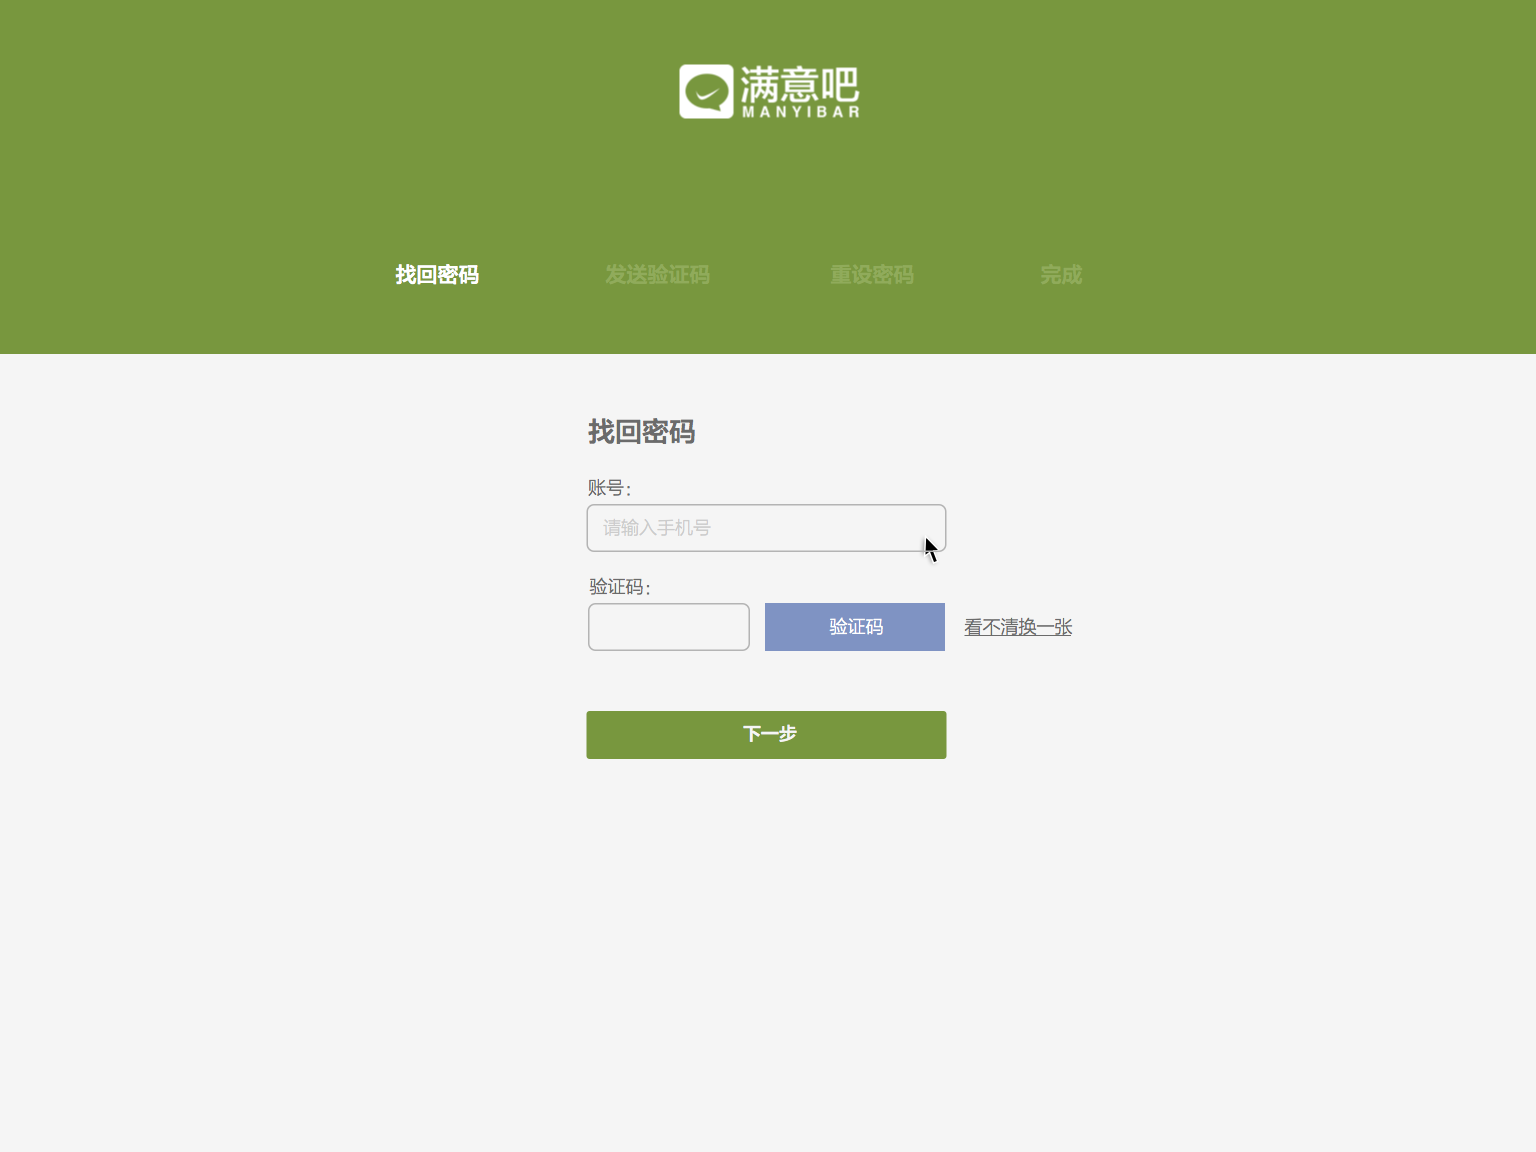 满意吧
MANYIBAR
找回密码 发送验证码 重设密码 完成
找回密码
账号：
请输入手机号
验证码：
验证码 看不清换一张
下一步